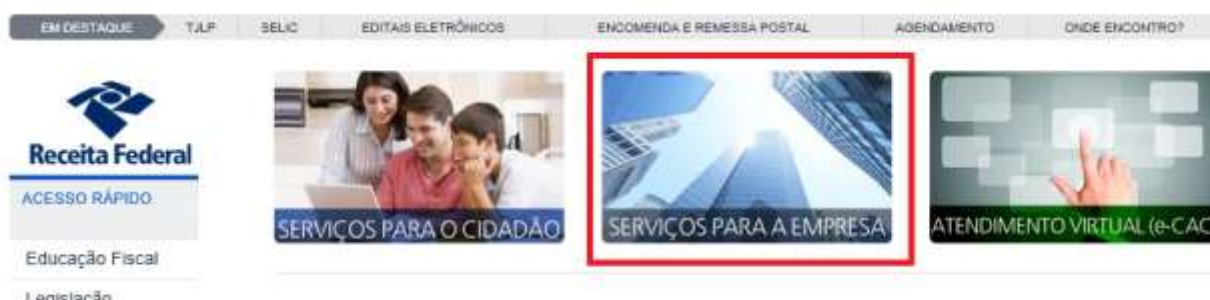 EM DESTAQUE TJLP SELIC EDITAIS ELETRÔNICOS ENCOMENDA E REMESSA POSTAL AGENDAMENTO ONDE ENCONTRO?
Receita Federal
ACESSO RÁPIDO
Educação Fiscal
Legislação
SERVIÇOS PARA O CIDADÃO
SERVIÇOS PARA A EMPRESA
ATENDIMENTO VIRTUAL (e-CAC